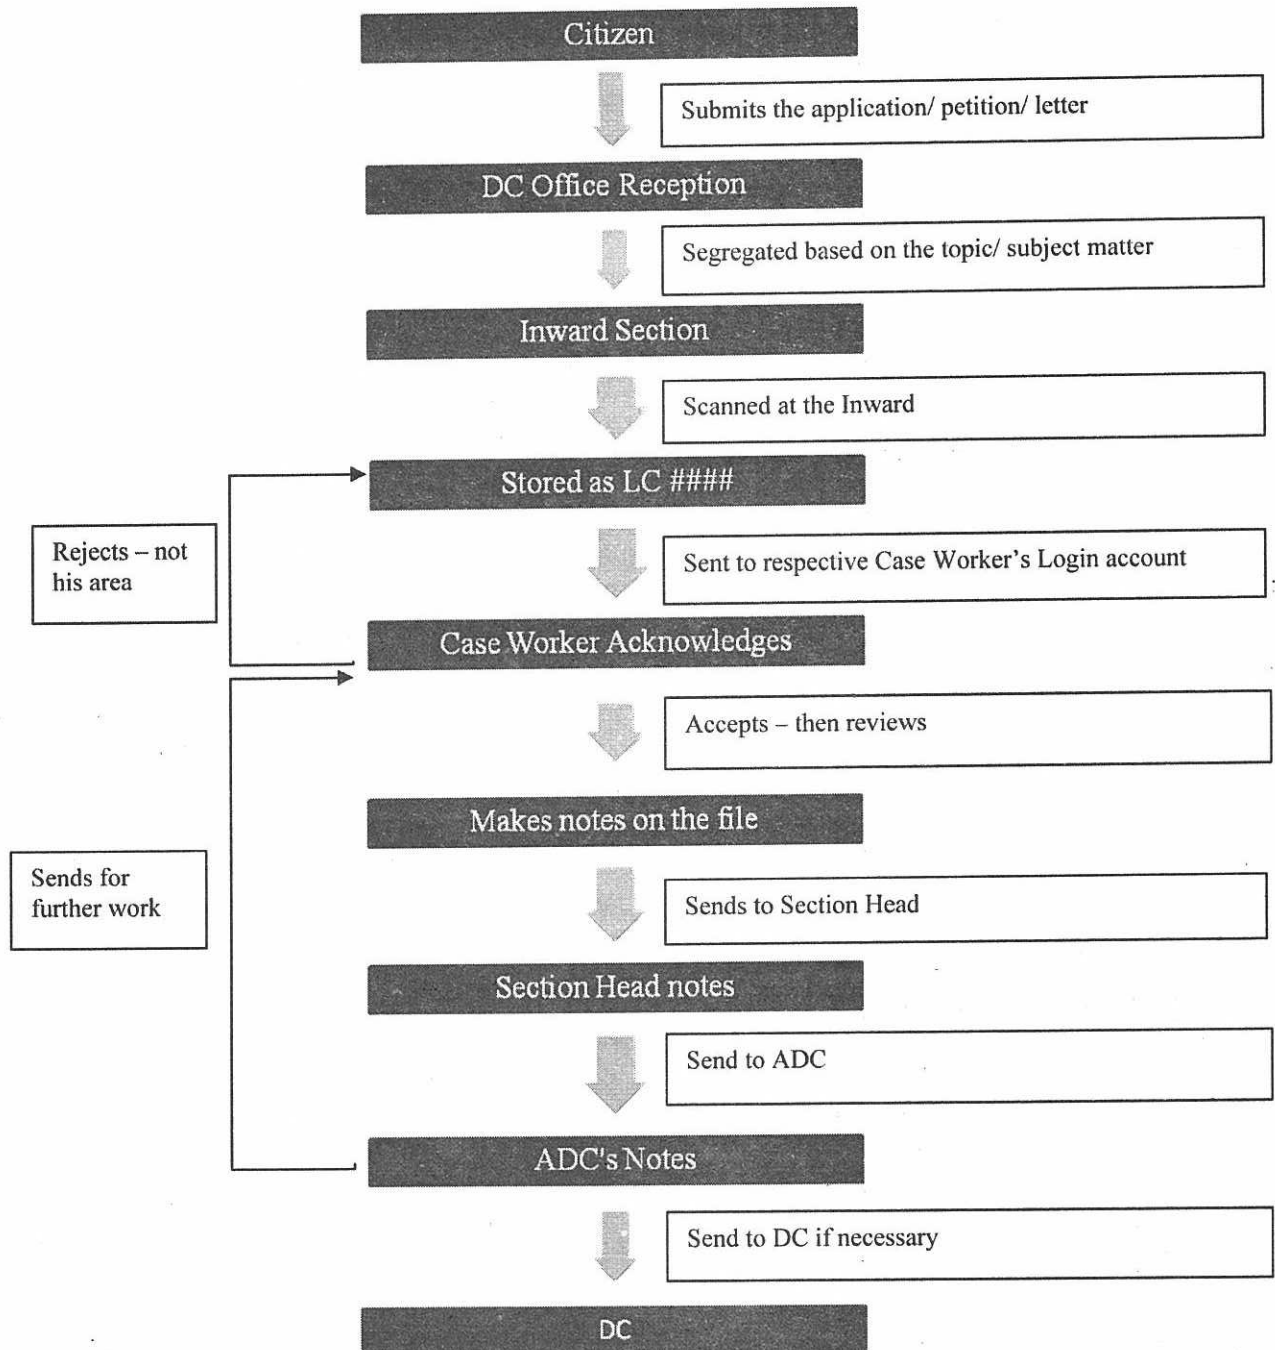 Citizen
Submits the application/ petition/ letter
DC Office Reception
Segregated based on the topic/ subject matter
Inward Section
Scanned at the Inward
Stored as LC ####
Rejects – not
his area
Sent to respective Case Worker's Login account
Case Worker Acknowledges
Accepts – then reviews
Makes notes on the file
Sends for
further work
Sends to Section Head
Section Head notes
Send to ADC
ADC's Notes
Send to DC if necessary
DC